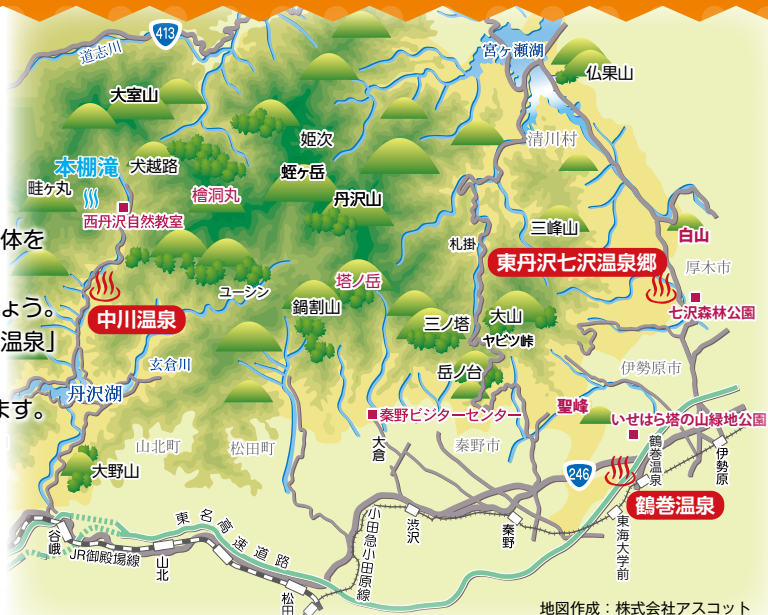 413
道志川
宮ヶ瀬湖
仏果山
大室山
清川村
姫次
本棚滝
犬越路
蛭ヶ岳
畦ヶ丸
檜洞丸
丹沢山
西丹沢自然教室
三峰山
白山
体を
札掛
東丹沢七沢温泉郷
厚木市
塔ノ岳
ユーシン
ょう。
中川温泉
鍋割山
三ノ塔
大山
七沢森林公園
温泉」
ヤビツ峠
玄倉川
岳ノ台
伊勢原市
丹沢湖
ます。
秦野ビジターセンター
聖峰
いせはら塔の山緑地公園
山北町
松田町
大倉
秦野市
鶴巻温泉
伊勢原
大野山
246
鶴巻温泉
東名高速道路
小田急小田原線
渋沢
秦野
東海大学前
谷峨
JR御殿場線
山北
松田
地図作成：株式会社アスコット